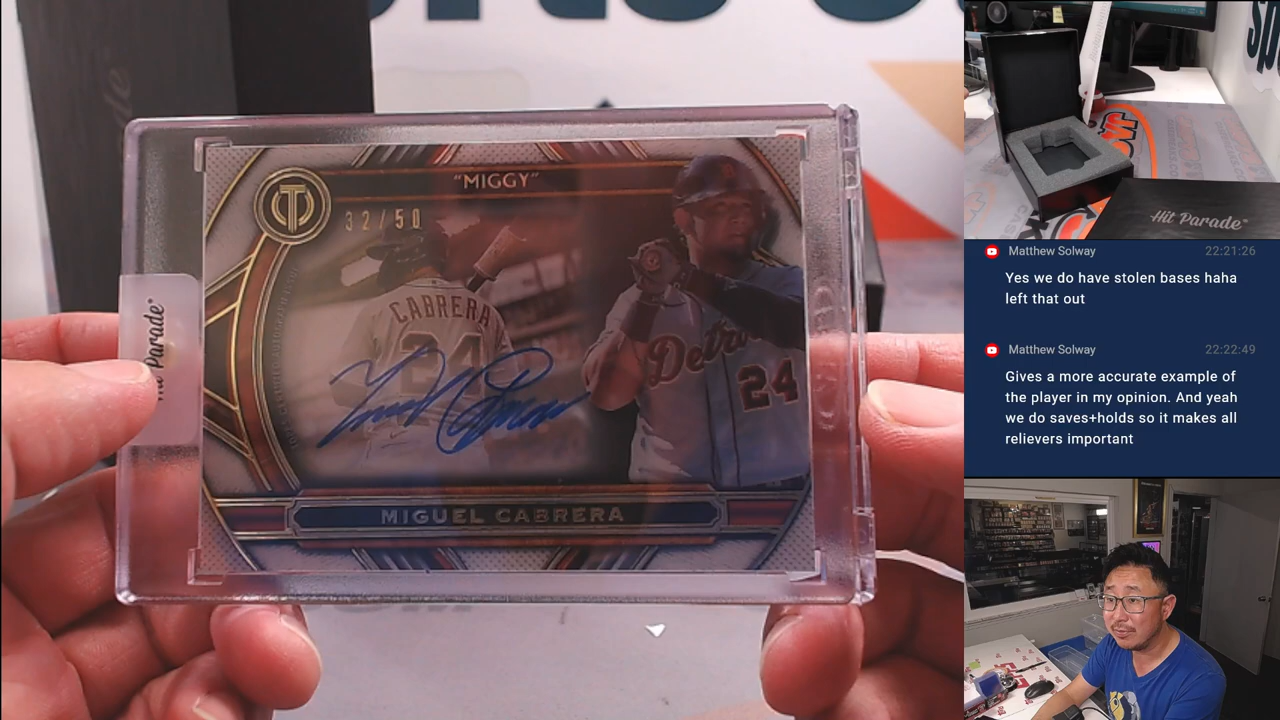 "MIGGY"
32/50
CABRERA
24
Detro
24
MIGUEL CABRERA
Parade®
Hit Parade®
Matthew Solway 22:21:26
Yes we do have stolen bases haha
left that out
Matthew Solway 22:22:49
Gives a more accurate example of
the player in my opinion. And yeah
we do saves+holds so it makes all
relievers important